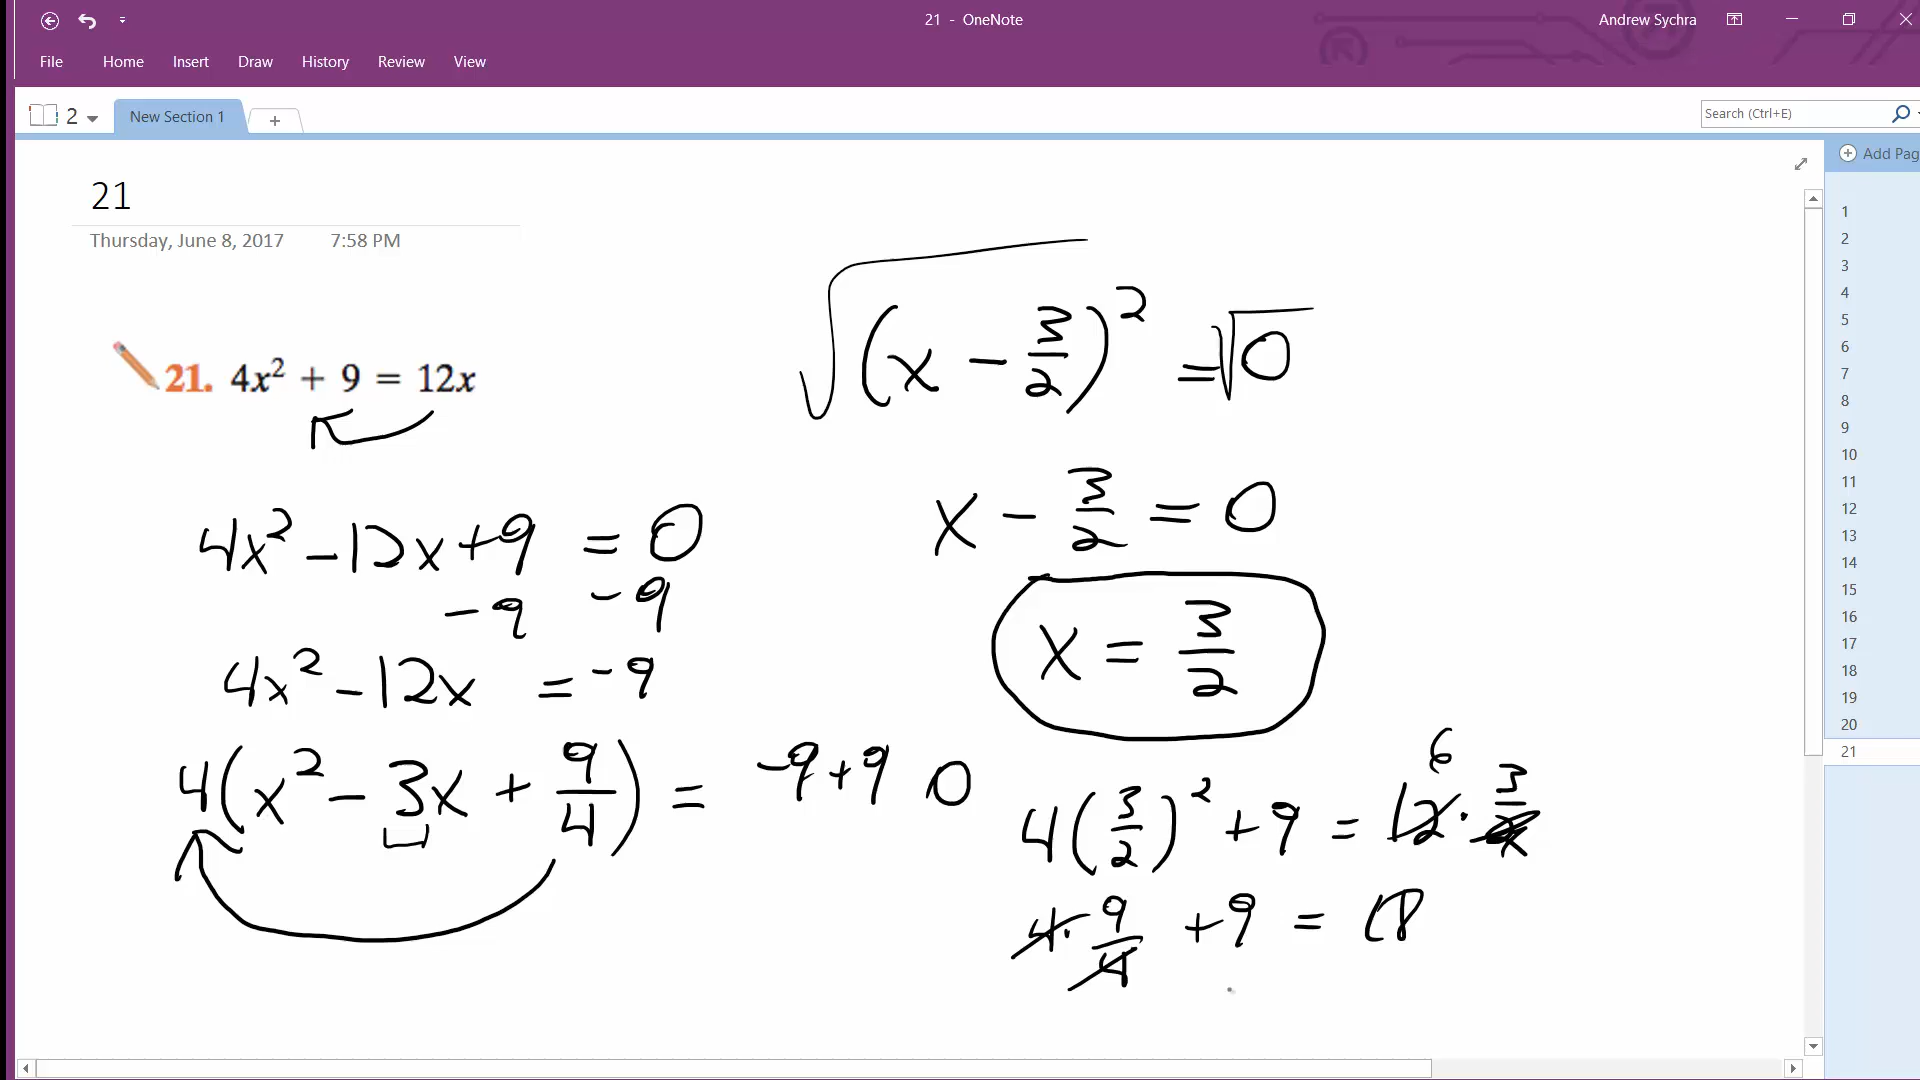 21 - OneNote
Andrew Sychra
File Home Insert Draw History Review View
2 New Section 1 +
Search (Ctrl+E)
Add Pag
21
Thursday, June 8, 2017 7:58 PM
21. 4x² + 9 = 12x
4x² - 12x + 9 = 0
-9 -9
4x² - 12x = -9
4(x² - 3x + 9/4) = -9+9 0
√(x - 3/2)² = √0
x - 3/2 = 0
x = 3/2
6
4(3/2)² + 9 = 12 · 3/2
4 · 9/4 + 9 = 18
1
2
3
4
5
6
7
8
9
10
11
12
13
14
15
16
17
18
19
20
21